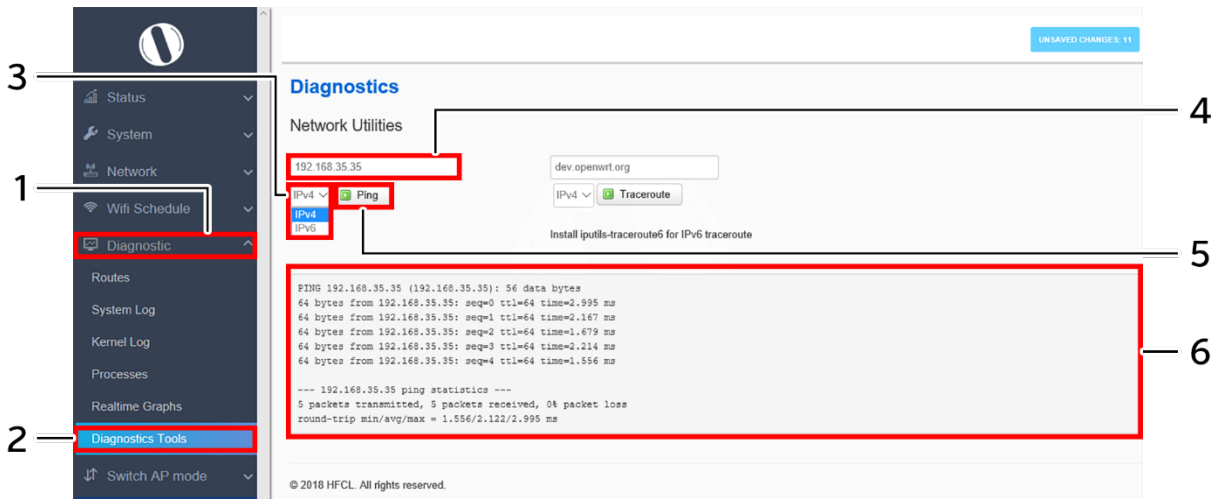 UNSAVED CHANGES: 11
3
Status
Diagnostics
4
System
Network Utilities
Network
192.168.35.35
dev.openwrt.org
1
IPv4
Ping
IPv4
Traceroute
Wifi Schedule
IPv4
IPv6
Install iputils-traceroute6 for IPv6 traceroute
Diagnostic
5
Routes
System Log
Kernel Log
Processes
Realtime Graphs
2
Diagnostics Tools
Switch AP mode
PING 192.168.35.35 (192.168.35.35): 56 data bytes
64 bytes from 192.168.35.35: seq=0 ttl=64 time=2.995 ms
64 bytes from 192.168.35.35: seq=1 ttl=64 time=2.167 ms
64 bytes from 192.168.35.35: seq=2 ttl=64 time=1.679 ms
64 bytes from 192.168.35.35: seq=3 ttl=64 time=2.214 ms
64 bytes from 192.168.35.35: seq=4 ttl=64 time=1.556 ms
6
--- 192.168.35.35 ping statistics ---
5 packets transmitted, 5 packets received, 0% packet loss
round-trip min/avg/max = 1.556/2.122/2.995 ms
© 2018 HFCL. All rights reserved.